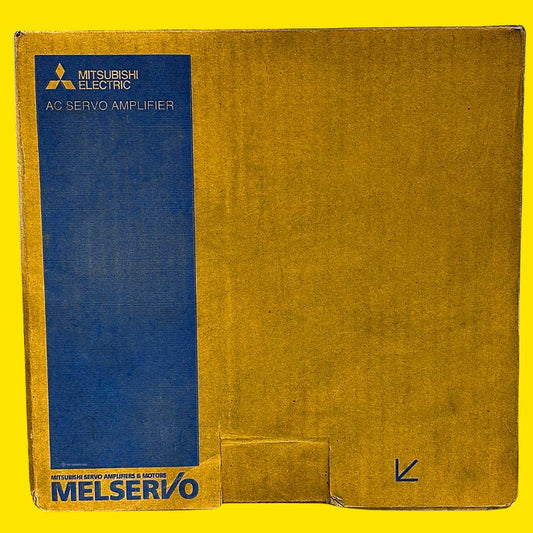 MITSUBISHI
ELECTRIC
AC SERVO AMPLIFIER
MITSUBISHI SERVO AMPLIFIERS & MOTORS
MELSERVO